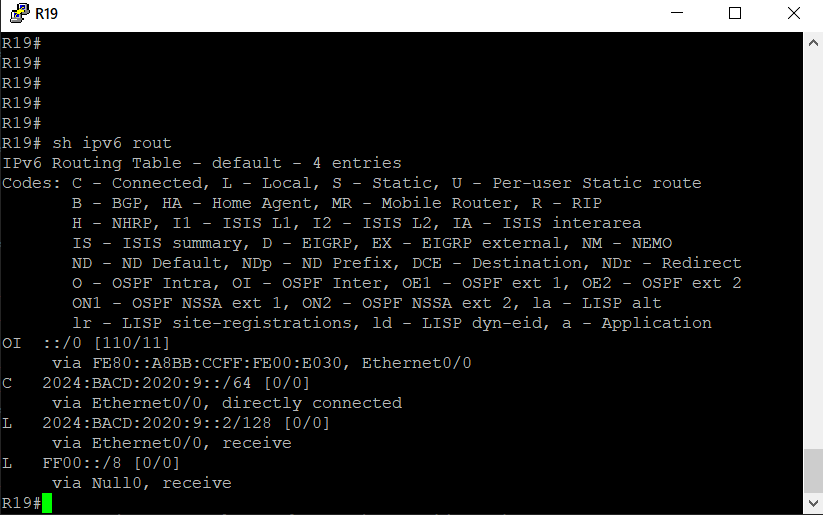 R19
R19#
R19#
R19#
R19#
R19#
R19# sh ipv6 rout
IPv6 Routing Table - default - 4 entries
Codes: C - Connected, L - Local, S - Static, U - Per-user Static route
       B - BGP, HA - Home Agent, MR - Mobile Router, R - RIP
       H - NHRP, I1 - ISIS L1, I2 - ISIS L2, IA - ISIS interarea
       IS - ISIS summary, D - EIGRP, EX - EIGRP external, NM - NEMO
       ND - ND Default, NDp - ND Prefix, DCE - Destination, NDr - Redirect
       O - OSPF Intra, OI - OSPF Inter, OE1 - OSPF ext 1, OE2 - OSPF ext 2
       ON1 - OSPF NSSA ext 1, ON2 - OSPF NSSA ext 2, la - LISP alt
       lr - LISP site-registrations, ld - LISP dyn-eid, a - Application
OI  ::/0 [110/11]
     via FE80::A8BB:CCFF:FE00:E030, Ethernet0/0
C   2024:BACD:2020:9::/64 [0/0]
     via Ethernet0/0, directly connected
L   2024:BACD:2020:9::2/128 [0/0]
     via Ethernet0/0, receive
L   FF00::/8 [0/0]
     via Null0, receive
R19#